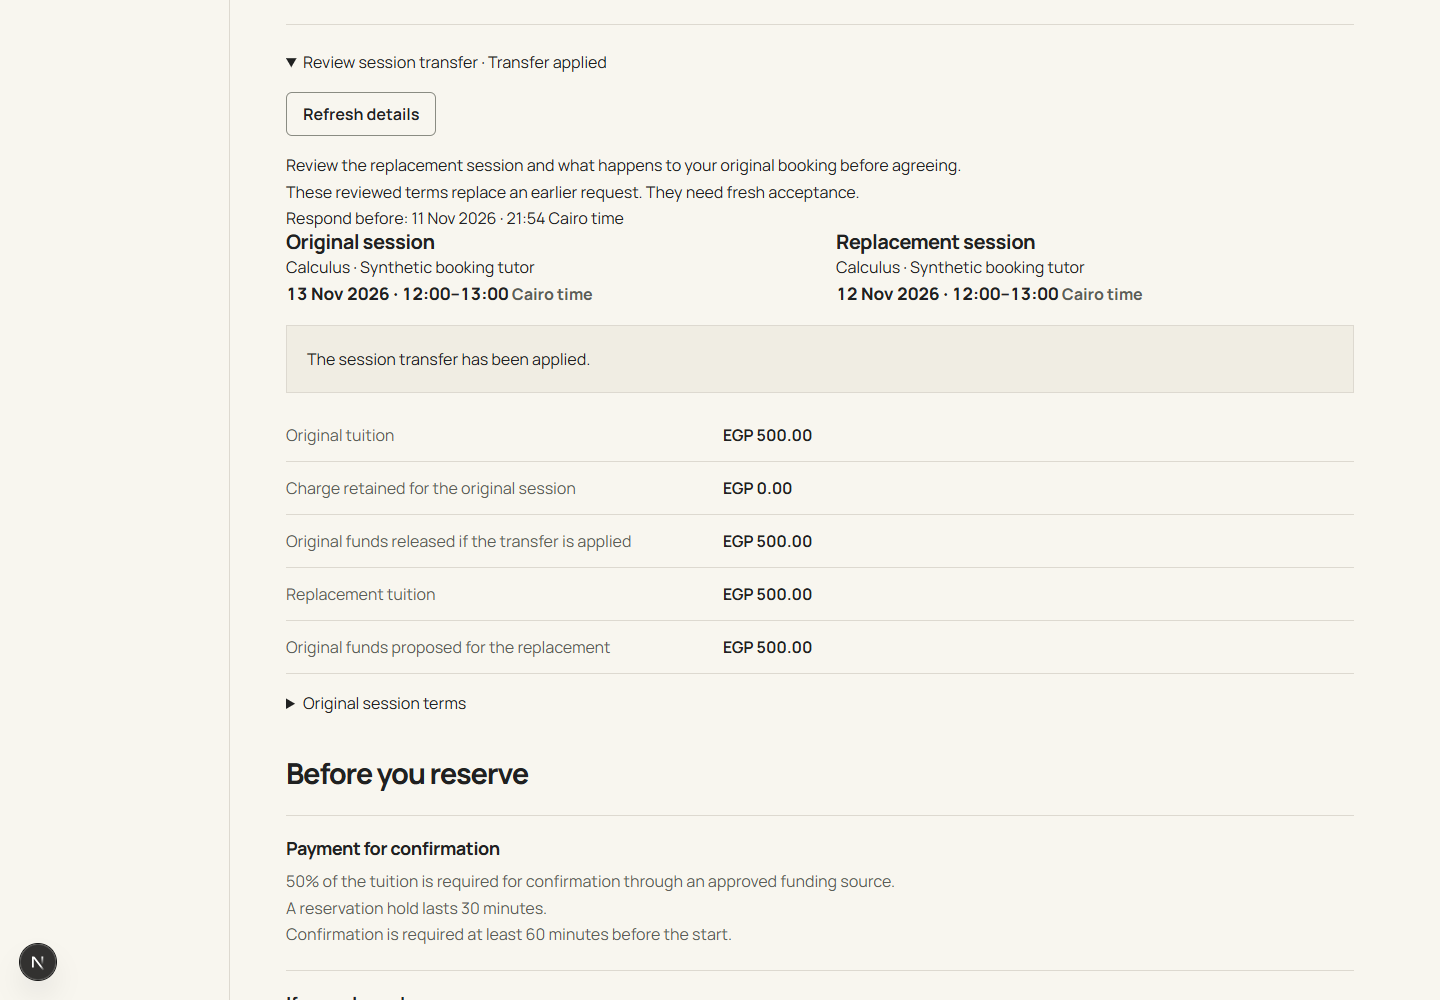 Review session transfer · Transfer applied
Refresh details
Review the replacement session and what happens to your original booking before agreeing.
These reviewed terms replace an earlier request. They need fresh acceptance.
Respond before: 11 Nov 2026 · 21:54 Cairo time
Original session
Calculus · Synthetic booking tutor
13 Nov 2026 · 12:00–13:00 Cairo time
Replacement session
Calculus · Synthetic booking tutor
12 Nov 2026 · 12:00–13:00 Cairo time
The session transfer has been applied.
Original tuition EGP 500.00
Charge retained for the original session EGP 0.00
Original funds released if the transfer is applied EGP 500.00
Replacement tuition EGP 500.00
Original funds proposed for the replacement EGP 500.00
Original session terms
Before you reserve
Payment for confirmation
50% of the tuition is required for confirmation through an approved funding source.
A reservation hold lasts 30 minutes.
Confirmation is required at least 60 minutes before the start.
N